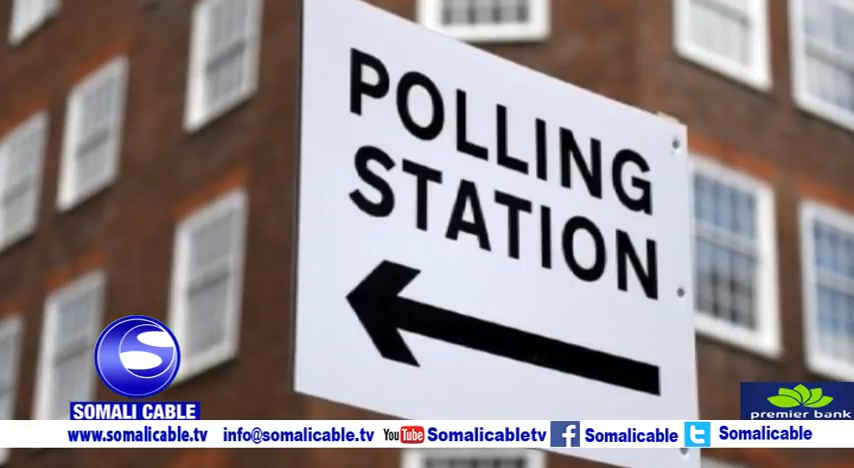 POLLING
STATION
SOMALI CABLE
premier bank
www.somalicable.tv info@somalicable.tv YouTube Somalicabletv f Somalicable Somalicable